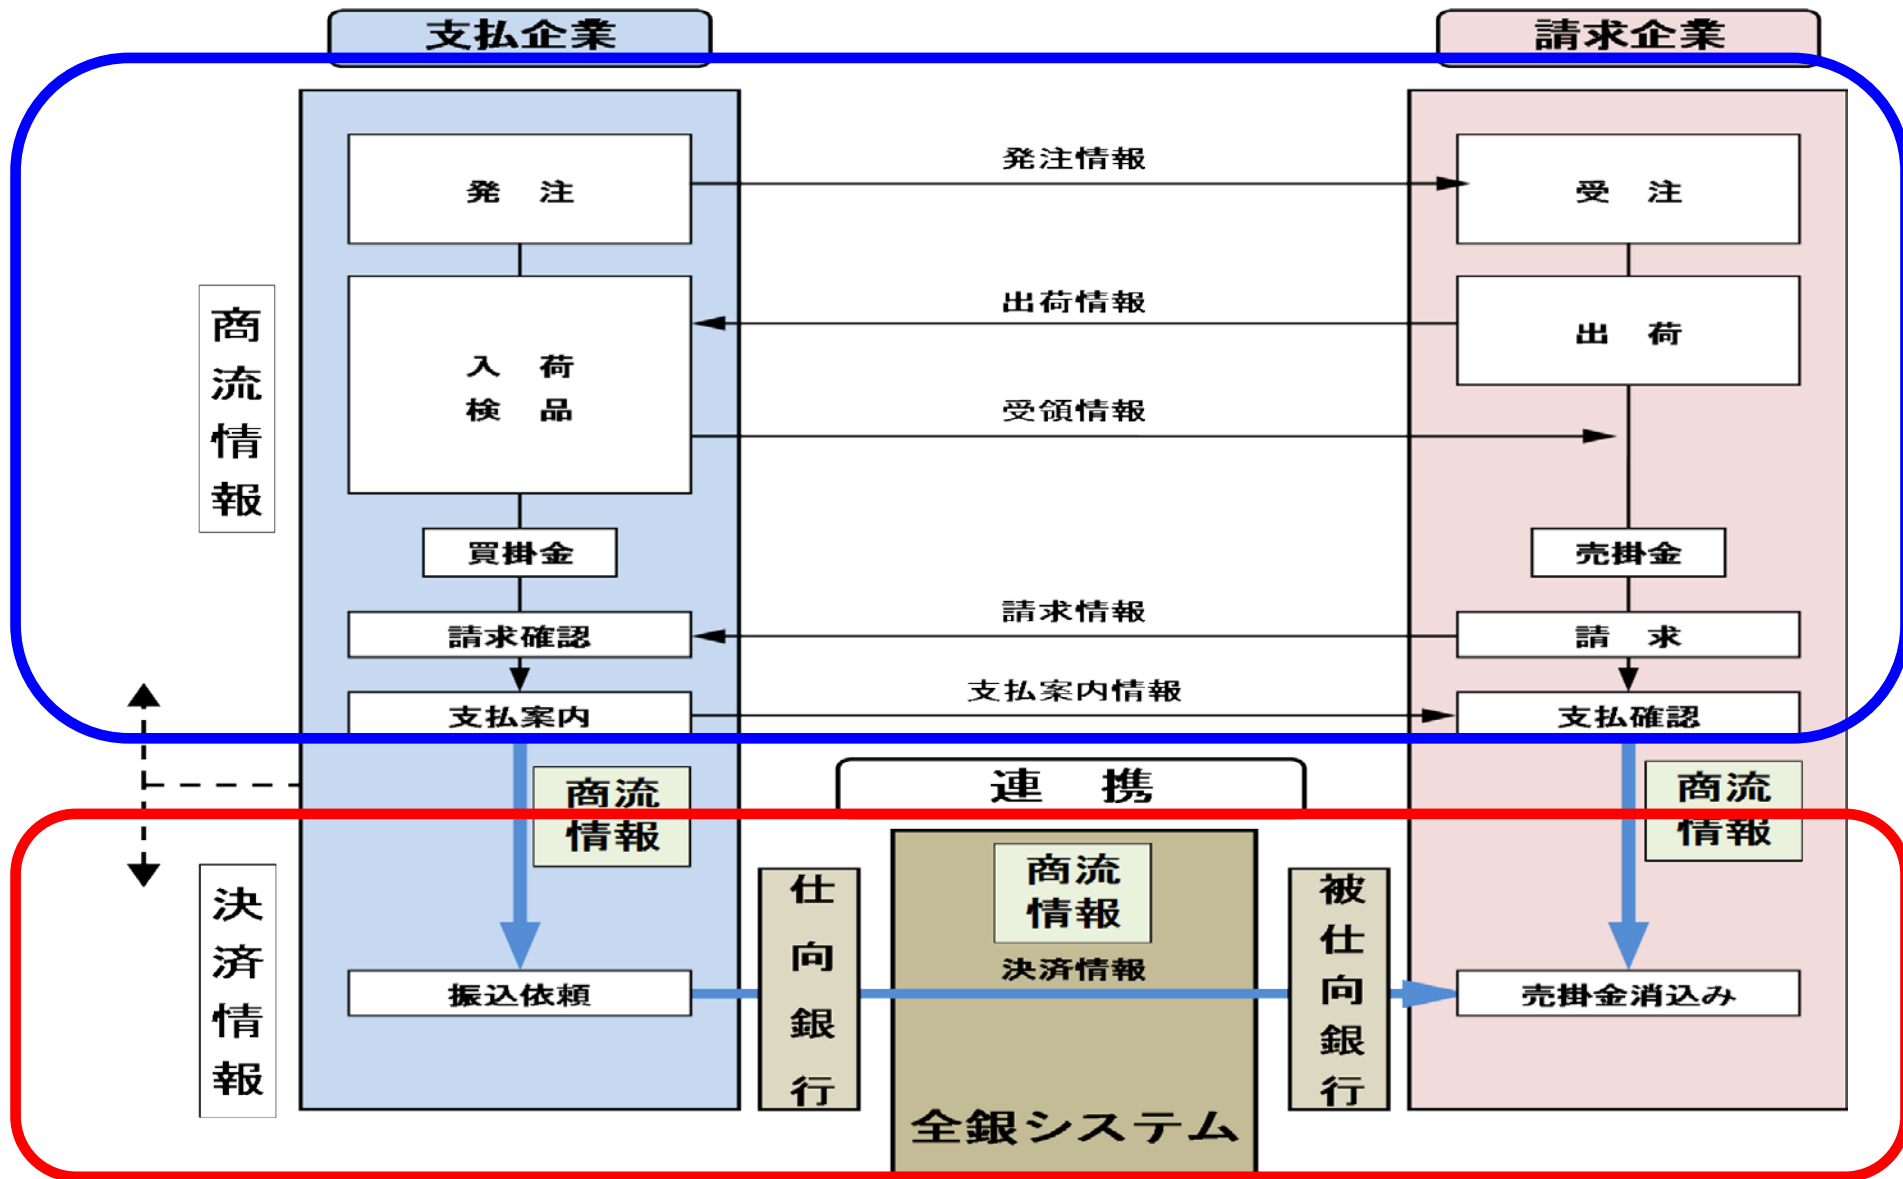 支払企業
請求企業
発　注
発注情報
受　注
商流情報
入　荷
検　品
出荷情報
出　荷
受領情報
買掛金
売掛金
請求確認
請求情報
請　求
支払案内
支払案内情報
支払確認
商流
情報
連　携
商流
情報
決済情報
仕向銀行
商流
情報
決済情報
被仕向銀行
振込依頼
売掛金消込み
全銀システム